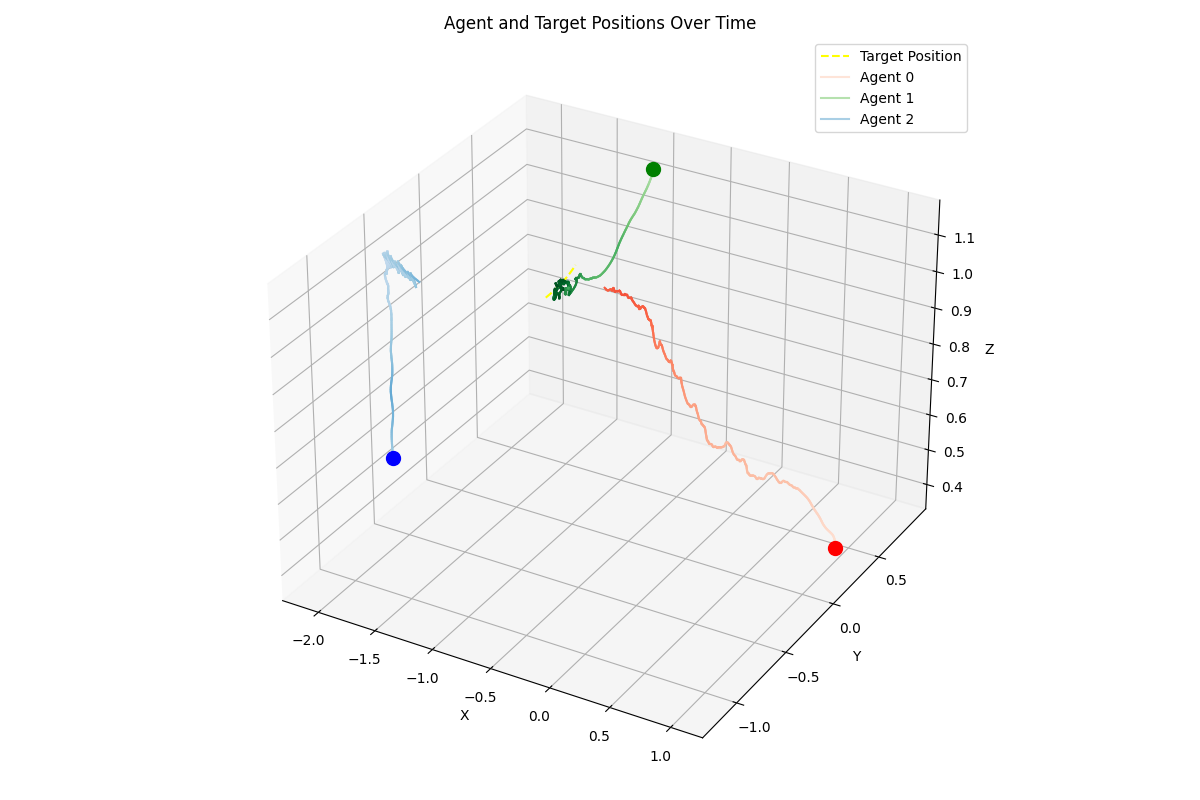 Agent and Target Positions Over Time
Target Position
Agent 0
Agent 1
Agent 2
1.1
1.0
0.9
0.8
0.7
0.6
0.5
0.4
Z
0.5
0.0
−0.5
−1.0
Y
−2.0
−1.5
−1.0
−0.5
0.0
0.5
1.0
X